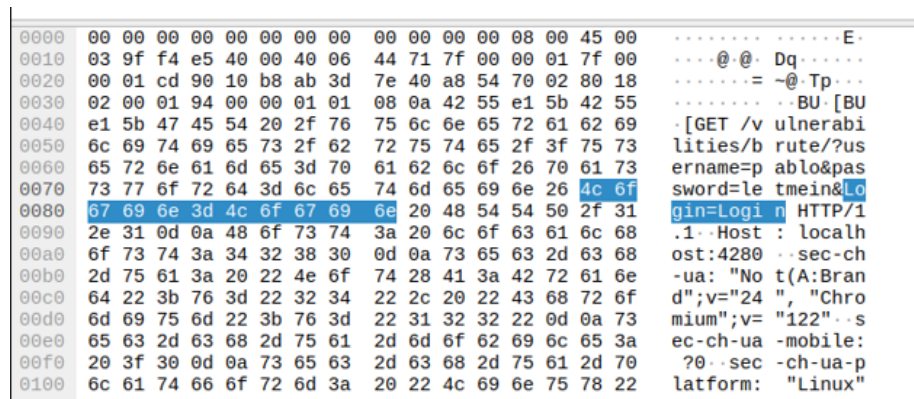 0000 00 00 00 00 00 00 00 00 00 00 00 00 08 00 45 00 ········ ······E·
0010 03 9f f4 e5 40 00 40 06 44 71 7f 00 00 01 7f 00 ····@·@· Dq······
0020 00 01 cd 90 10 b8 ab 3d 7e 40 a8 54 70 02 80 18 ·······= ~@·Tp···
0030 02 00 01 94 00 00 01 01 08 0a 42 55 e1 5b 42 55 ········ ··BU·[BU
0040 e1 5b 47 45 54 20 2f 76 75 6c 6e 65 72 61 62 69 ·[GET /v ulnerabi
0050 6c 69 74 69 65 73 2f 62 72 75 74 65 2f 3f 75 73 lities/b rute/?us
0060 65 72 6e 61 6d 65 3d 70 61 62 6c 6f 26 70 61 73 ername=p ablo&pas
0070 73 77 6f 72 64 3d 6c 65 74 6d 65 69 6e 26 4c 6f sword=le tmein&Lo
0080 67 69 6e 3d 4c 6f 67 69 6e 20 48 54 54 50 2f 31 gin=Logi n HTTP/1
0090 2e 31 0d 0a 48 6f 73 74 3a 20 6c 6f 63 61 6c 68 .1··Host : localh
00a0 6f 73 74 3a 34 32 38 30 0d 0a 73 65 63 2d 63 68 ost:4280 ··sec-ch
00b0 2d 75 61 3a 20 22 4e 6f 74 28 41 3a 42 72 61 6e -ua: "No t(A:Bran
00c0 64 22 3b 76 3d 22 32 34 22 2c 20 22 43 68 72 6f d";v="24 ", "Chro
00d0 6d 69 75 6d 22 3b 76 3d 22 31 32 32 22 0d 0a 73 mium";v= "122"··s
00e0 65 63 2d 63 68 2d 75 61 2d 6d 6f 62 69 6c 65 3a ec-ch-ua -mobile:
00f0 20 3f 30 0d 0a 73 65 63 2d 63 68 2d 75 61 2d 70 ?0··sec -ch-ua-p
0100 6c 61 74 66 6f 72 6d 3a 20 22 4c 69 6e 75 78 22 latform: "Linux"